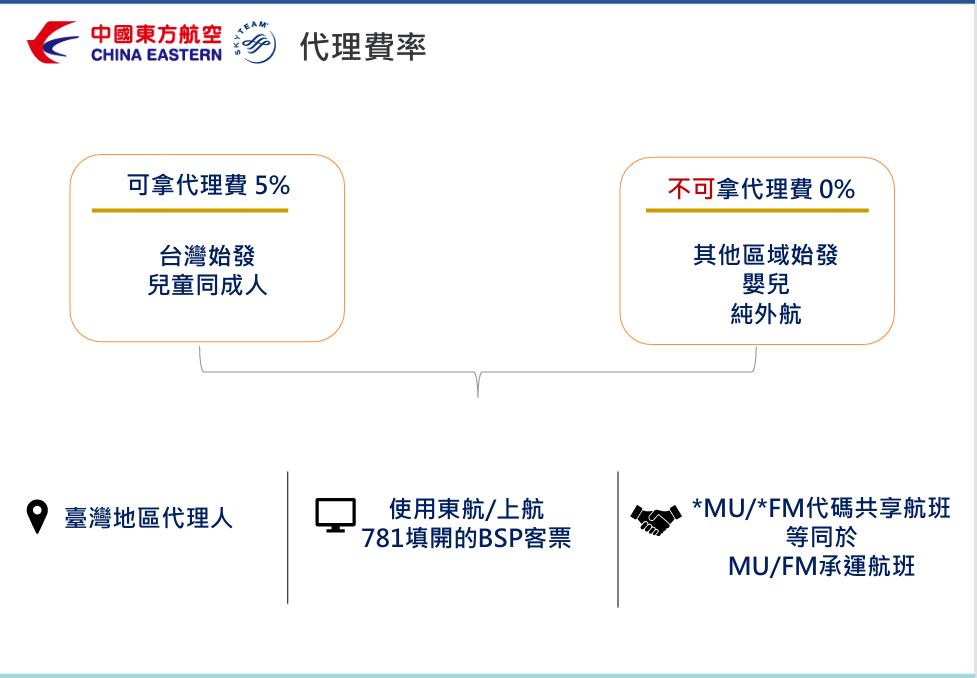 中國東方航空
CHINA EASTERN
SKYTEAM
代理費率
可拿代理費 5%
台灣始發
兒童同成人
不可拿代理費 0%
其他區域始發
嬰兒
純外航
臺灣地區代理人
使用東航/上航
781填開的BSP客票
*MU/*FM代碼共享航班
等同於
MU/FM承運航班